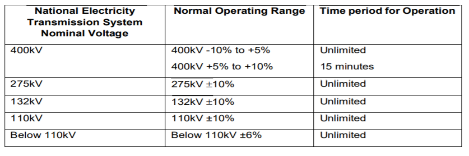 National Electricity Transmission System Nominal Voltage Normal Operating Range Time period for Operation
400kV 400kV -10% to +5% Unlimited
400kV +5% to +10% 15 minutes
275kV 275kV ±10% Unlimited
132kV 132kV ±10% Unlimited
110kV 110kV ±10% Unlimited
Below 110kV Below 110kV ±6% Unlimited